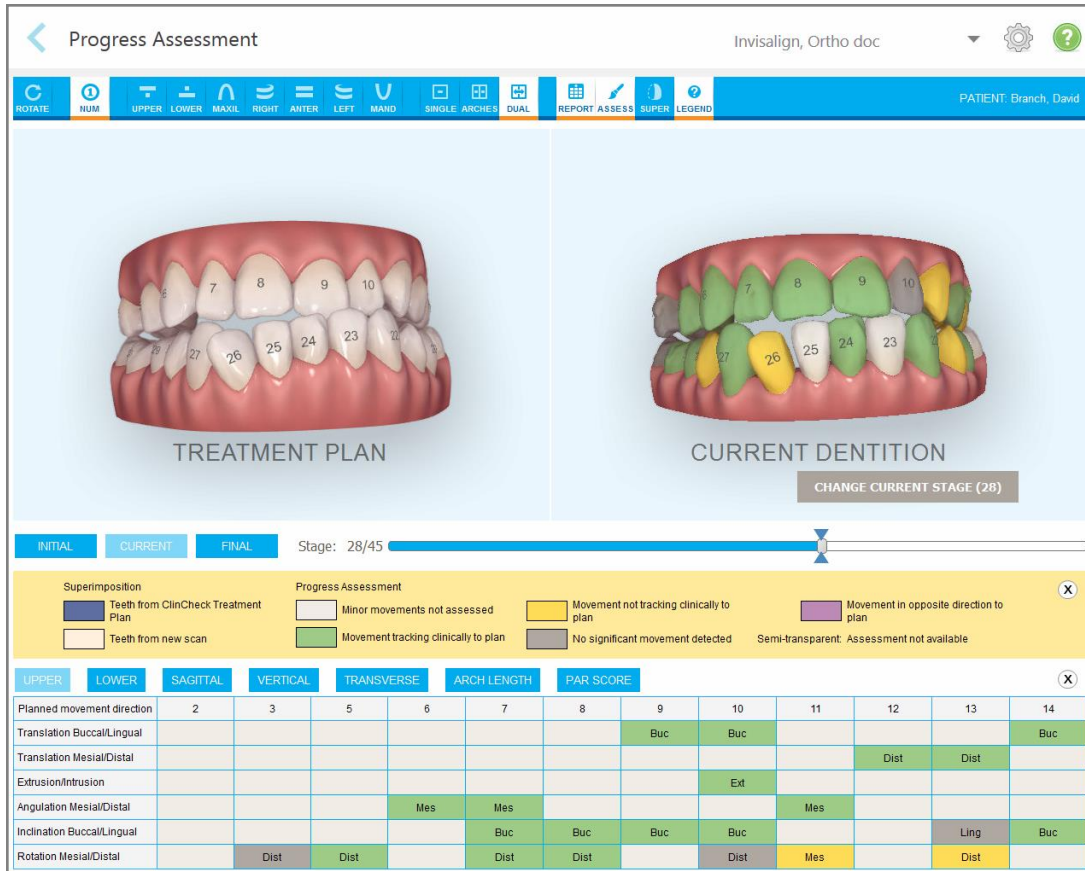 Progress Assessment
Invisalign, Ortho doc
ROTATE NUM UPPER LOWER MAXIL RIGHT ANTER LEFT MAND SINGLE ARCHES DUAL REPORT ASSESS SUPER LEGEND
PATIENT: Branch, David
7 8 9 10
27 26 25 24 23 22
TREATMENT PLAN
7 8 9 10
27 26 25 24 23
CURRENT DENTITION
CHANGE CURRENT STAGE (28)
INITIAL CURRENT FINAL Stage: 28/45
Superimposition
Teeth from ClinCheck Treatment
Plan
Teeth from new scan
Progress Assessment
Minor movements not assessed
Movement tracking clinically to plan
Movement not tracking clinically to
plan
No significant movement detected
Movement in opposite direction to
plan
Semi-transparent: Assessment not available
X
UPPER LOWER SAGITTAL VERTICAL TRANSVERSE ARCH LENGTH PAR SCORE X
Planned movement direction 2 3 5 6 7 8 9 10 11 12 13 14
Translation Buccal/Lingual Buc Buc Buc
Translation Mesial/Distal Dist Dist
Extrusion/Intrusion Ext
Angulation Mesial/Distal Mes Mes Mes
Inclination Buccal/Lingual Buc Buc Buc Buc Ling Buc
Rotation Mesial/Distal Dist Dist Dist Dist Dist Mes Dist